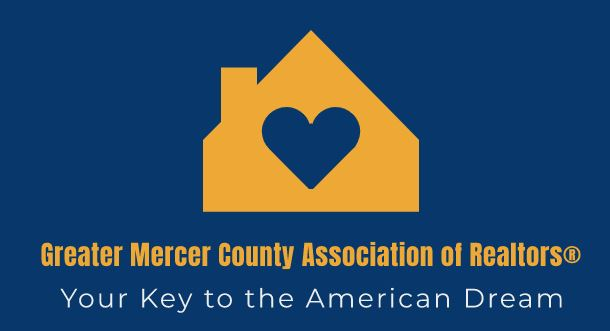 Greater Mercer County Association of Realtors®
Your Key to the American Dream